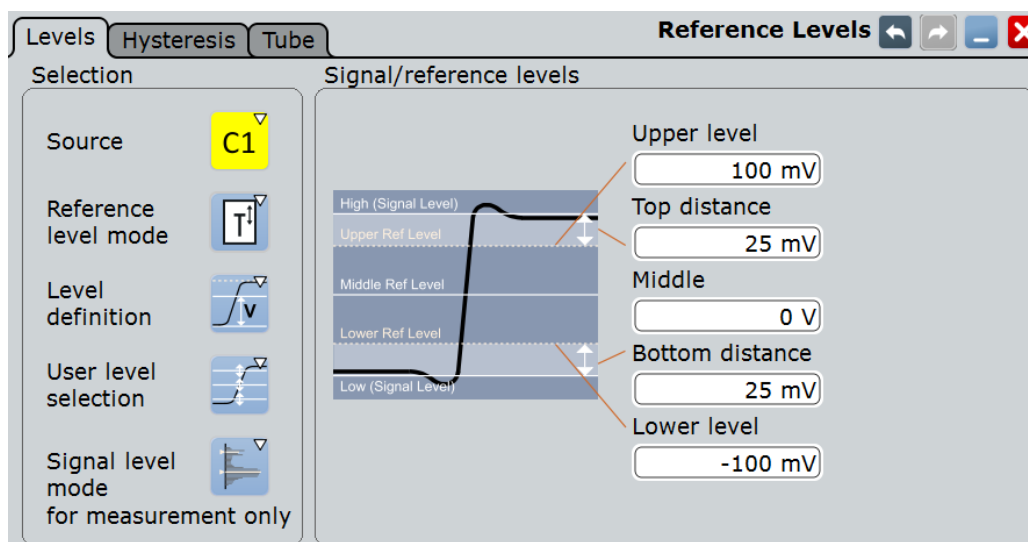 Levels
Hysteresis
Tube
Reference Levels
Selection
Source
C1
Reference
level mode
T
Level
definition
V
User level
selection
Signal level
mode
for measurement only
Signal/reference levels
High (Signal Level)
Upper Ref Level
Middle Ref Level
Lower Ref Level
Low (Signal Level)
Upper level
100 mV
Top distance
25 mV
Middle
0 V
Bottom distance
25 mV
Lower level
-100 mV